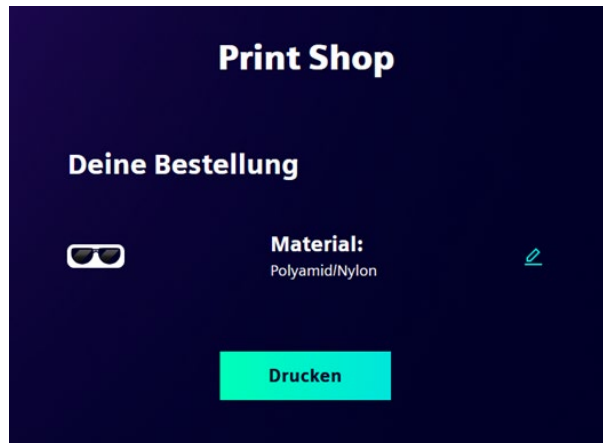 Print Shop
Deine Bestellung
Material:
Polyamid/Nylon
Drucken